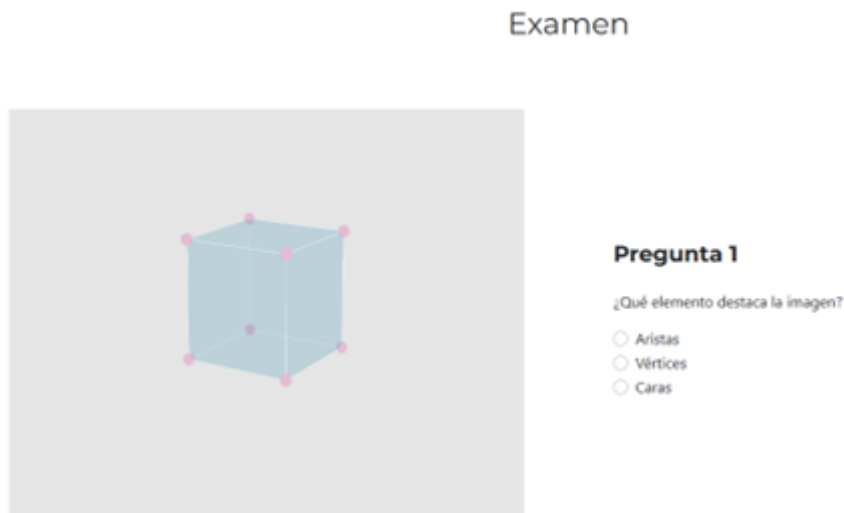 Examen
Pregunta 1
¿Qué elemento destaca la imagen?
Aristas
Vértices
Caras